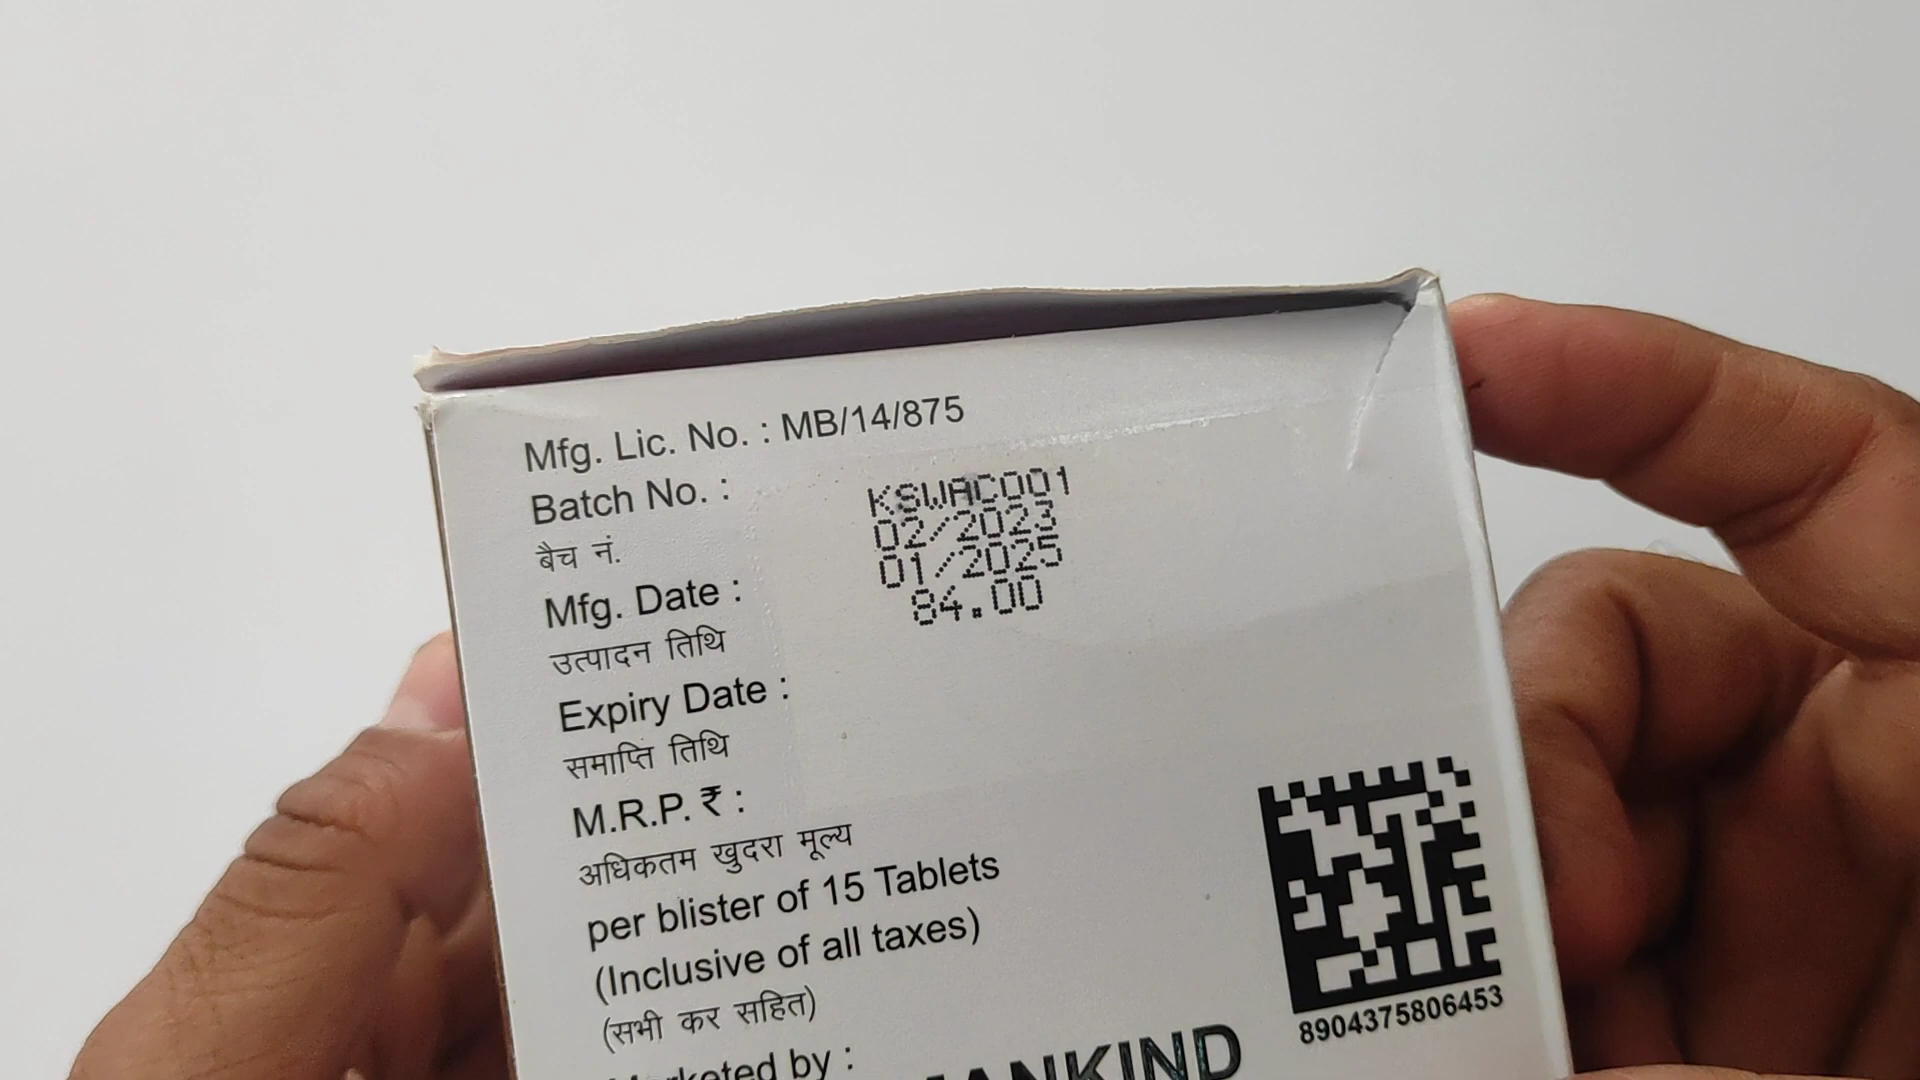 Mfg. Lic. No. : MB/14/875
Batch No. :
KSWAC001
बैच नं.
02/2023
Mfg. Date :
01/2025
उत्पादन तिथि
84.00
Expiry Date :
समाप्ति तिथि
M.R.P. ₹ :
अधिकतम खुदरा मूल्य
per blister of 15 Tablets
(Inclusive of all taxes)
(सभी कर सहित)
8904375806453
Marketed by :
MANKIND